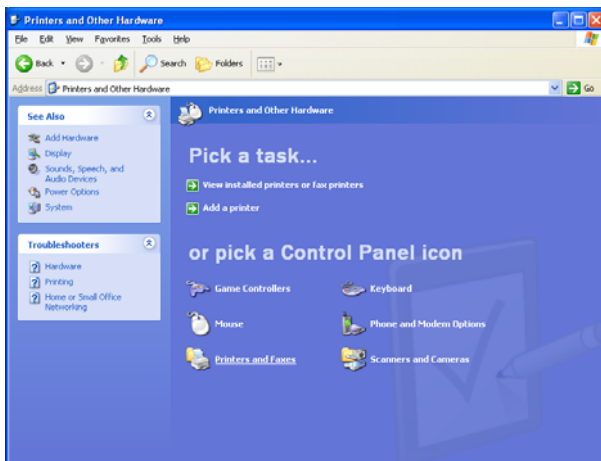 Printers and Other Hardware
File Edit View Favorites Tools Help
Back Search Folders
Address Printers and Other Hardware Go
See Also
Add Hardware
Display
Sounds, Speech, and
Audio Devices
Power Options
System
Troubleshooters
Hardware
Printing
Home or Small Office
Networking
Printers and Other Hardware
Pick a task...
View installed printers or fax printers
Add a printer
or pick a Control Panel icon
Game Controllers Keyboard
Mouse Phone and Modem Options
Printers and Faxes Scanners and Cameras